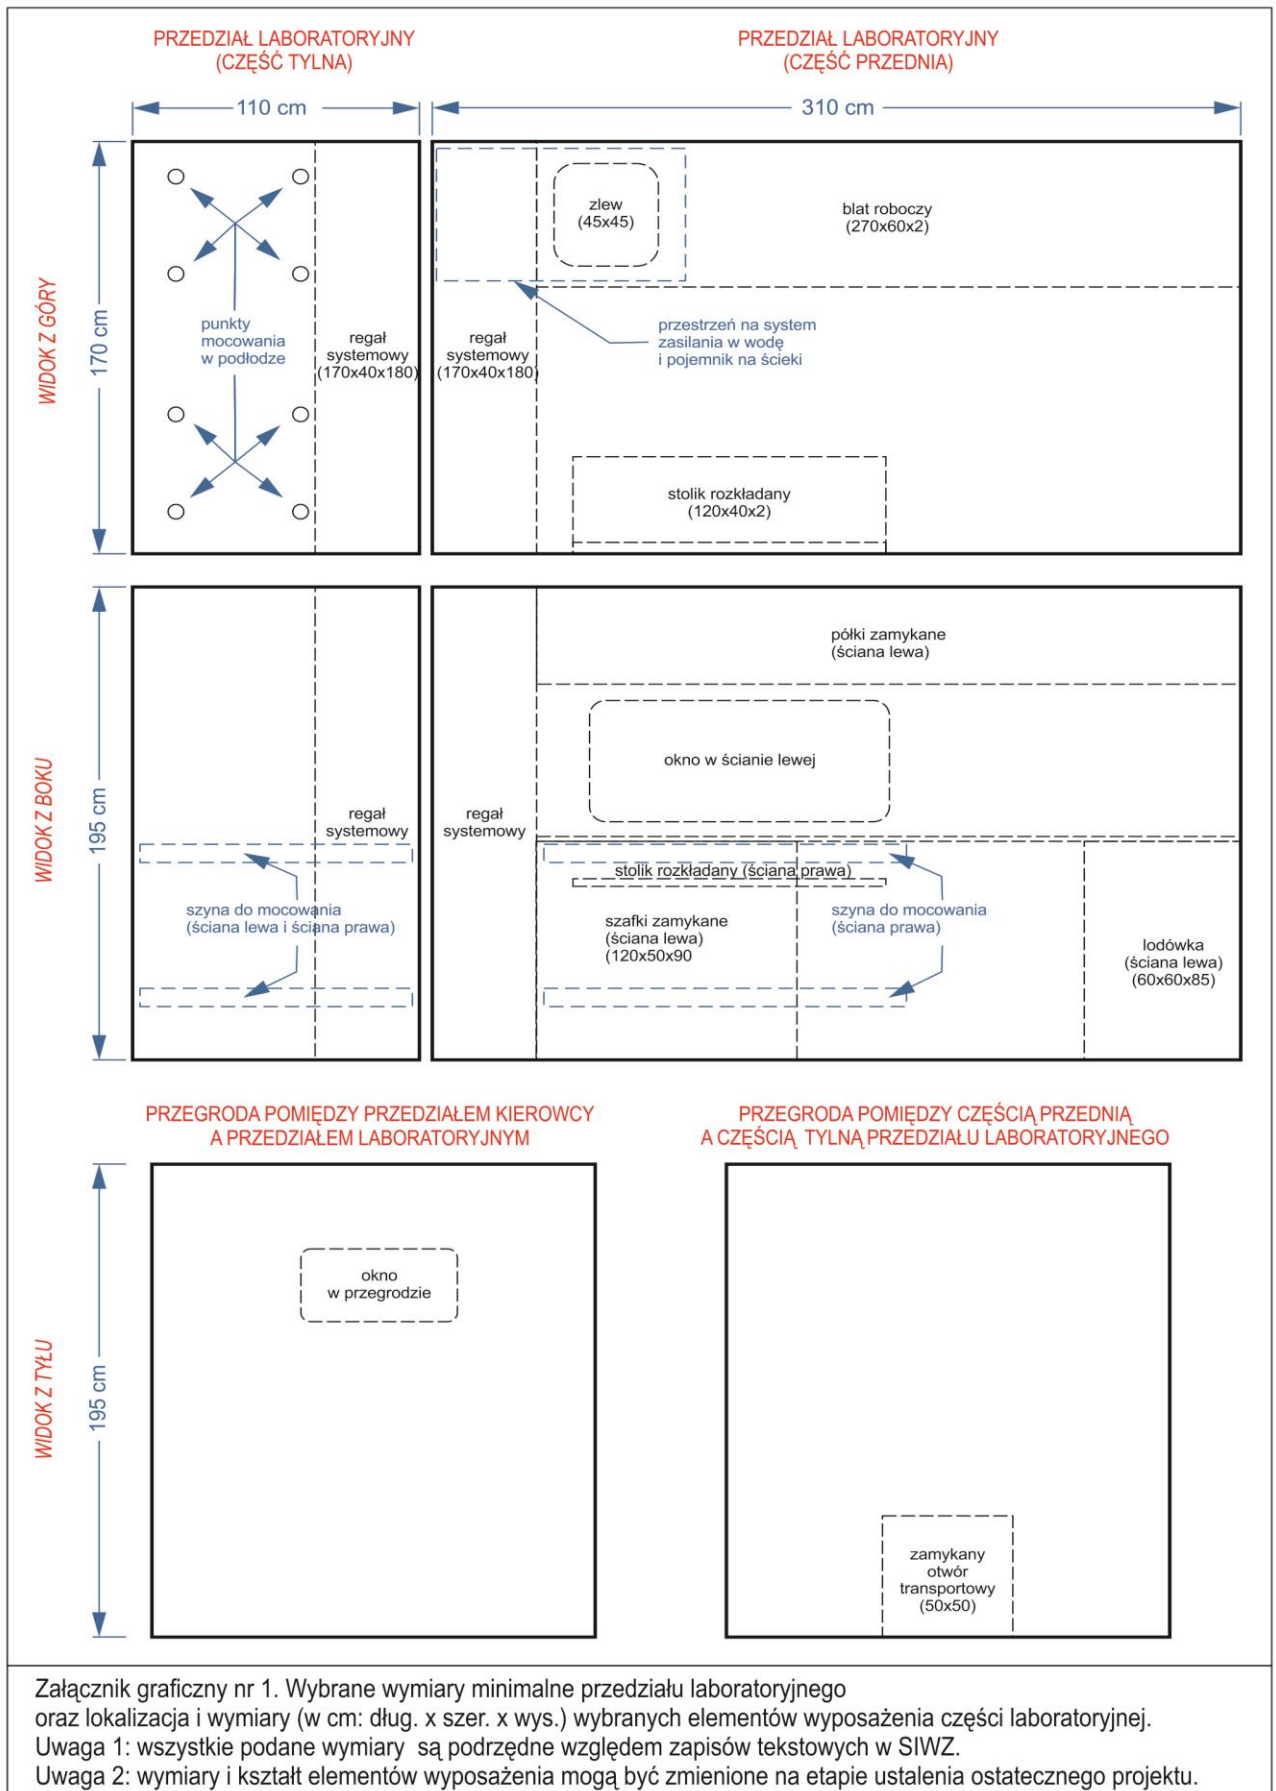 PRZEDZIAŁ LABORATORYJNY
(CZĘŚĆ TYLNA)
PRZEDZIAŁ LABORATORYJNY
(CZĘŚĆ PRZEDNIA)
110 cm
310 cm
WIDOK Z GÓRY
170 cm
punkty
mocowania
w podłodze
regał
systemowy
(170x40x180)
regał
systemowy
(170x40x180)
zlew
(45x45)
blat roboczy
(270x60x2)
przestrzeń na system
zasilania w wodę
i pojemnik na ścieki
stolik rozkładany
(120x40x2)
WIDOK Z BOKU
195 cm
regał
systemowy
szyna do mocowania
(ściana lewa i ściana prawa)
regał
systemowy
półki zamykane
(ściana lewa)
okno w ścianie lewej
stolik rozkładany (ściana prawa)
szafki zamykane
(ściana lewa)
(120x50x90
szyna do mocowania
(ściana prawa)
lodówka
(ściana lewa)
(60x60x85)
PRZEGRODA POMIĘDZY PRZEDZIAŁEM KIEROWCY
A PRZEDZIAŁEM LABORATORYJNYM
PRZEGRODA POMIĘDZY CZĘŚCIĄ PRZEDNIĄ
A CZĘŚCIĄ TYLNĄ PRZEDZIAŁU LABORATORYJNEGO
WIDOK Z TYŁU
195 cm
okno
w przegrodzie
zamykany
otwór
transportowy
(50x50)
Załącznik graficzny nr 1. Wybrane wymiary minimalne przedziału laboratoryjnego
oraz lokalizacja i wymiary (w cm: dług. x szer. x wys.) wybranych elementów wyposażenia części laboratoryjnej.
Uwaga 1: wszystkie podane wymiary są podrzędne względem zapisów tekstowych w SIWZ.
Uwaga 2: wymiary i kształt elementów wyposażenia mogą być zmienione na etapie ustalenia ostatecznego projektu.